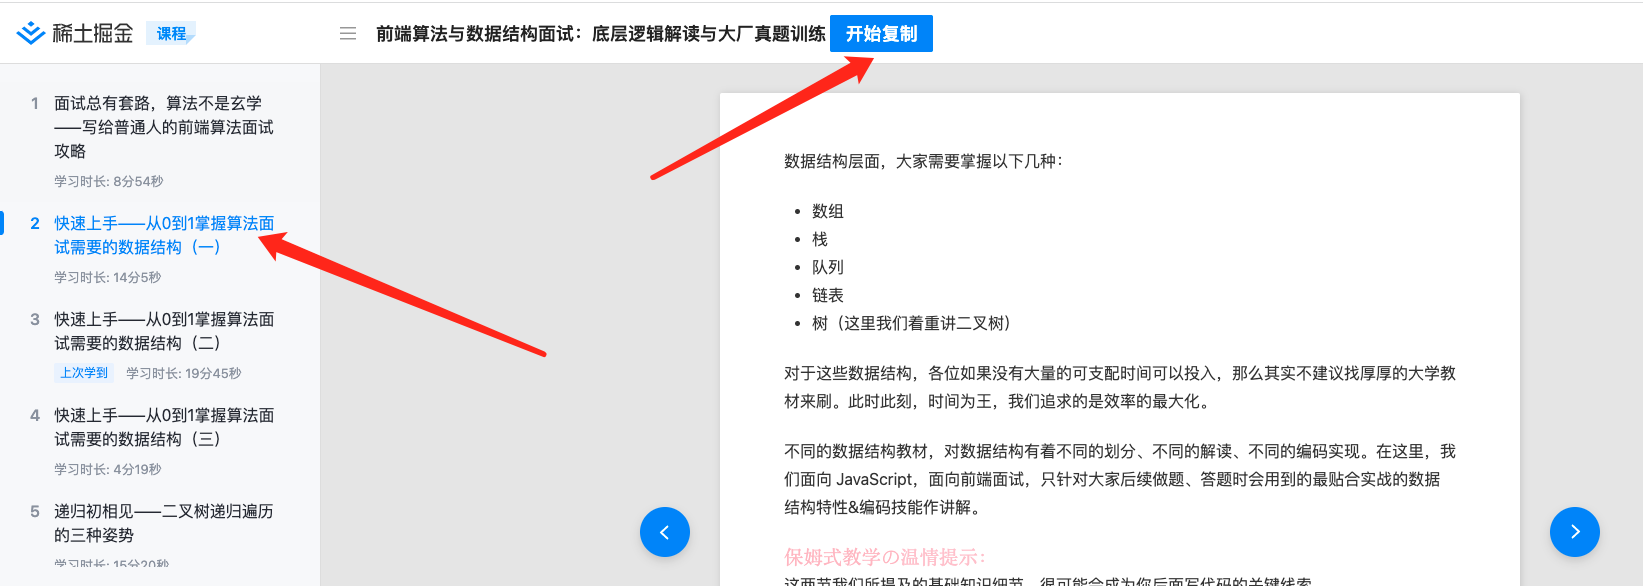 稀土掘金 课程
前端算法与数据结构面试：底层逻辑解读与大厂真题训练 开始复制
1 面试总有套路，算法不是玄学
——写给普通人的前端算法面试
攻略
学习时长: 8分54秒
2 快速上手——从0到1掌握算法面
试需要的数据结构（一）
学习时长: 14分5秒
3 快速上手——从0到1掌握算法面
试需要的数据结构（二）
上次学到 学习时长: 19分45秒
4 快速上手——从0到1掌握算法面
试需要的数据结构（三）
学习时长: 4分19秒
5 递归初相见——二叉树递归遍历
的三种姿势
学习时长: 15分20秒
数据结构层面，大家需要掌握以下几种：
• 数组
• 栈
• 队列
• 链表
• 树（这里我们着重讲二叉树）
对于这些数据结构，各位如果没有大量的可支配时间可以投入，那么其实不建议找厚厚的大学教
材来刷。此时此刻，时间为王，我们追求的是效率的最大化。
不同的数据结构教材，对数据结构有着不同的划分、不同的解读、不同的编码实现。在这里，我
们面向 JavaScript，面向前端面试，只针对大家后续做题、答题时会用到的最贴合实战的数据
结构特性&编码技能作讲解。
保姆式教学の温情提示：
这两节我们所提及的基础知识细节，很可能会成为你后面写代码的关键线索